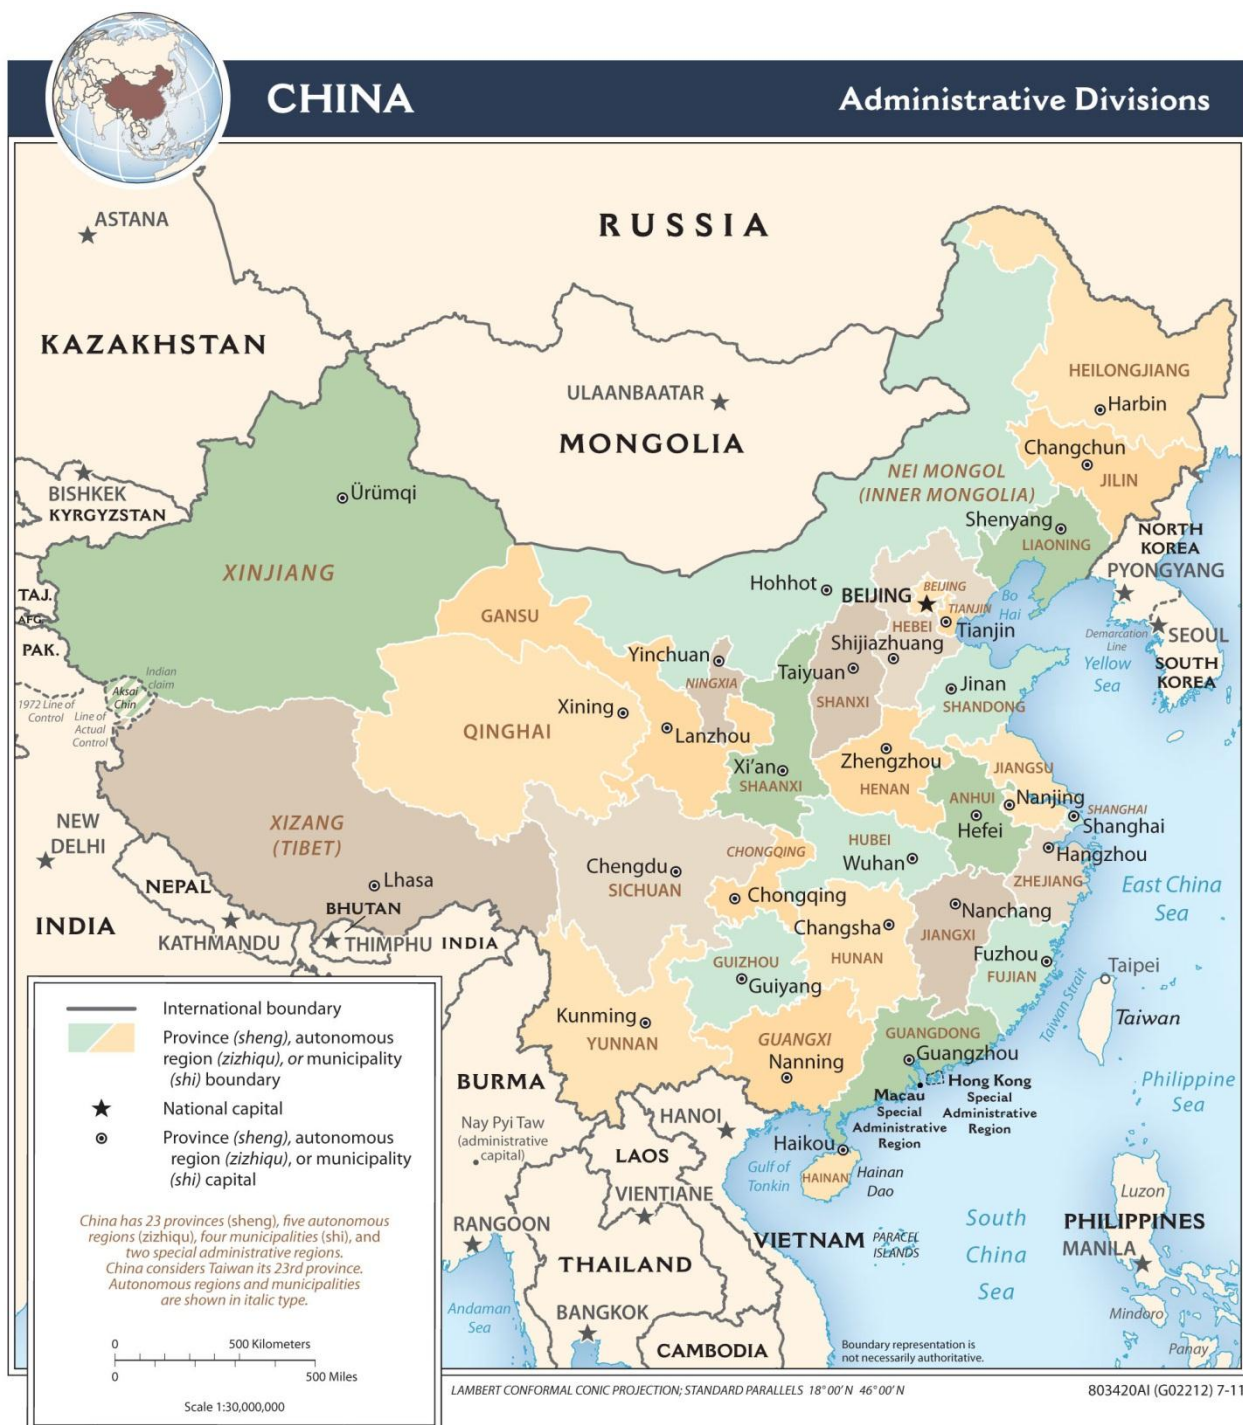 CHINA
Administrative Divisions
RUSSIA
ASTANA
KAZAKHSTAN
ULAANBAATAR
MONGOLIA
HEILONGJIANG
Harbin
Changchun
JILIN
NEI MONGOL
(INNER MONGOLIA)
Shenyang
LIAONING
BISHKEK
KYRGYZSTAN
Ürümqi
XINJIANG
NORTH
KOREA
PYONGYANG
TAJ.
AFG.
PAK.
GANSU
Hohhot
BEIJING
BEIJING
TIANJIN
Tianjin
HEBEI
Bo
Hai
Shijiazhuang
Demarcation
Line
SEOUL
SOUTH
KOREA
Yellow
Sea
Yinchuan
NINGXIA
Taiyuan
SHANXI
Jinan
SHANDONG
Indian
claim
Aksai
Chin
1972 Line of
Control
Line of
Actual
Control
QINGHAI
Xining
Lanzhou
Xi'an
SHAANXI
Zhengzhou
HENAN
JIANGSU
ANHUI
Nanjing
Hefei
SHANGHAI
Shanghai
XIZANG
(TIBET)
Lhasa
NEW
DELHI
NEPAL
KATHMANDU
BHUTAN
THIMPHU
INDIA
INDIA
Chengdu
SICHUAN
CHONGQING
Chongqing
HUBEI
Wuhan
Hangzhou
ZHEJIANG
East China
Sea
Changsha
HUNAN
Nanchang
JIANGXI
Fuzhou
FUJIAN
GUIZHOU
Guiyang
Taipei
Taiwan Strait
Taiwan
Kunming
YUNNAN
GUANGXI
Nanning
GUANGDONG
Guangzhou
Macau
Special
Administrative
Region
Hong Kong
Special
Administrative
Region
Philippine
Sea
BURMA
Nay Pyi Taw
(administrative
capital)
HANOI
LAOS
VIENTIANE
Haikou
HAINAN
Hainan
Dao
Gulf of
Tonkin
RANGOON
VIETNAM
PARACEL
ISLANDS
South
China
Sea
Luzon
PHILIPPINES
MANILA
THAILAND
BANGKOK
Andaman
Sea
CAMBODIA
Mindoro
Panay
Boundary representation is
not necessarily authoritative.
International boundary
Province (sheng), autonomous
region (zizhiqu), or municipality
(shi) boundary
National capital
Province (sheng), autonomous
region (zizhiqu), or municipality
(shi) capital
China has 23 provinces (sheng), five autonomous
regions (zizhiqu), four municipalities (shi), and
two special administrative regions.
China considers Taiwan its 23rd province.
Autonomous regions and municipalities
are shown in italic type.
0 500 Kilometers
0 500 Miles
Scale 1:30,000,000
LAMBERT CONFORMAL CONIC PROJECTION; STANDARD PARALLELS 18°00′N 46°00′N
803420AI (G02212) 7-11